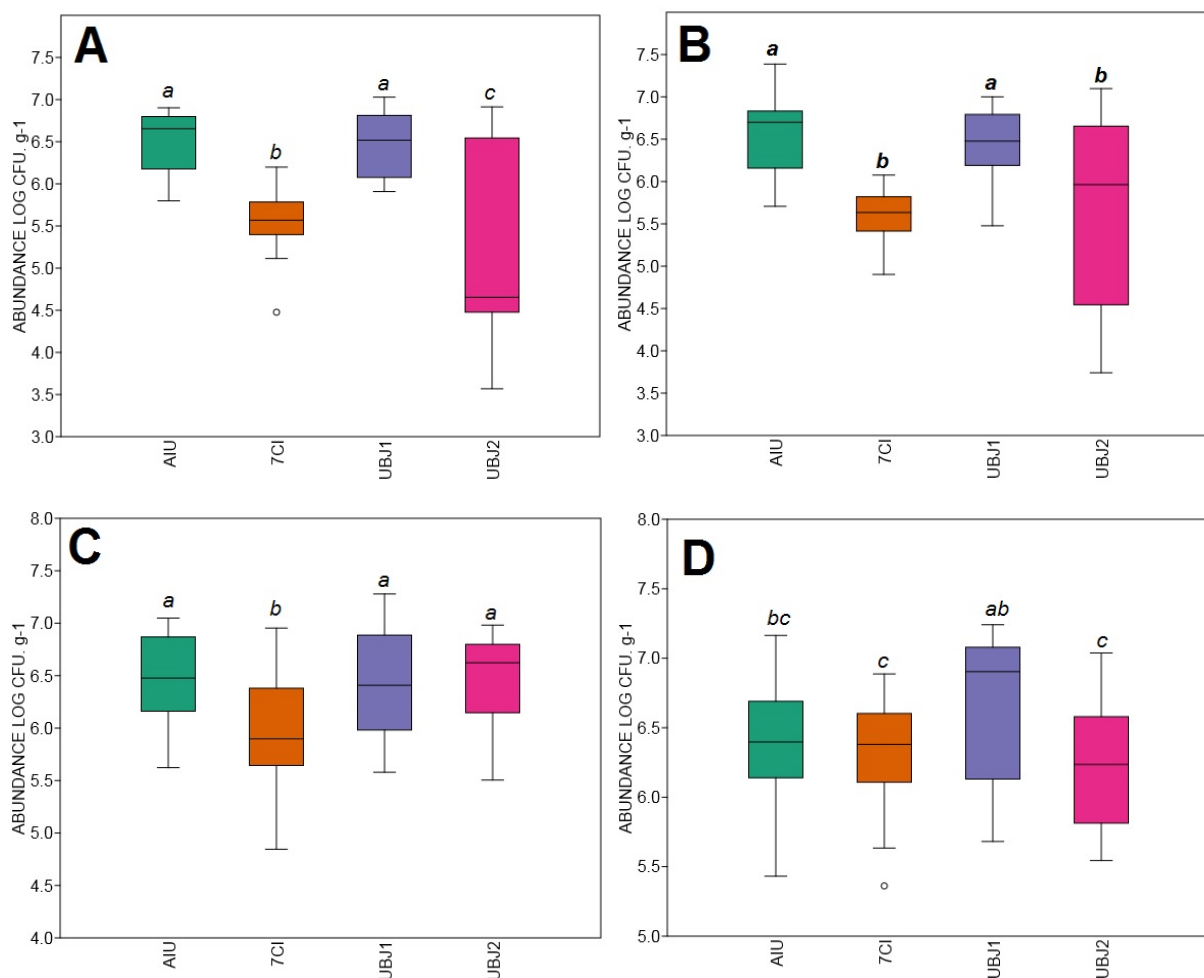 A
ABUNDANCE LOG CFU. g-1
7.5
7.0
6.5
6.0
5.5
5.0
4.5
4.0
3.5
3.0
a
b
a
c
AIU
7CI
UBJ1
UBJ2
B
ABUNDANCE LOG CFU. g-1
7.5
7.0
6.5
6.0
5.5
5.0
4.5
4.0
3.5
3.0
a
b
a
b
AIU
7CI
UBJ1
UBJ2
C
ABUNDANCE LOG CFU. g-1
8.0
7.5
7.0
6.5
6.0
5.5
5.0
4.5
4.0
a
b
a
a
AIU
7CI
UBJ1
UBJ2
D
ABUNDANCE LOG CFU. g-1
8.0
7.5
7.0
6.5
6.0
5.5
5.0
bc
c
ab
c
AIU
7CI
UBJ1
UBJ2